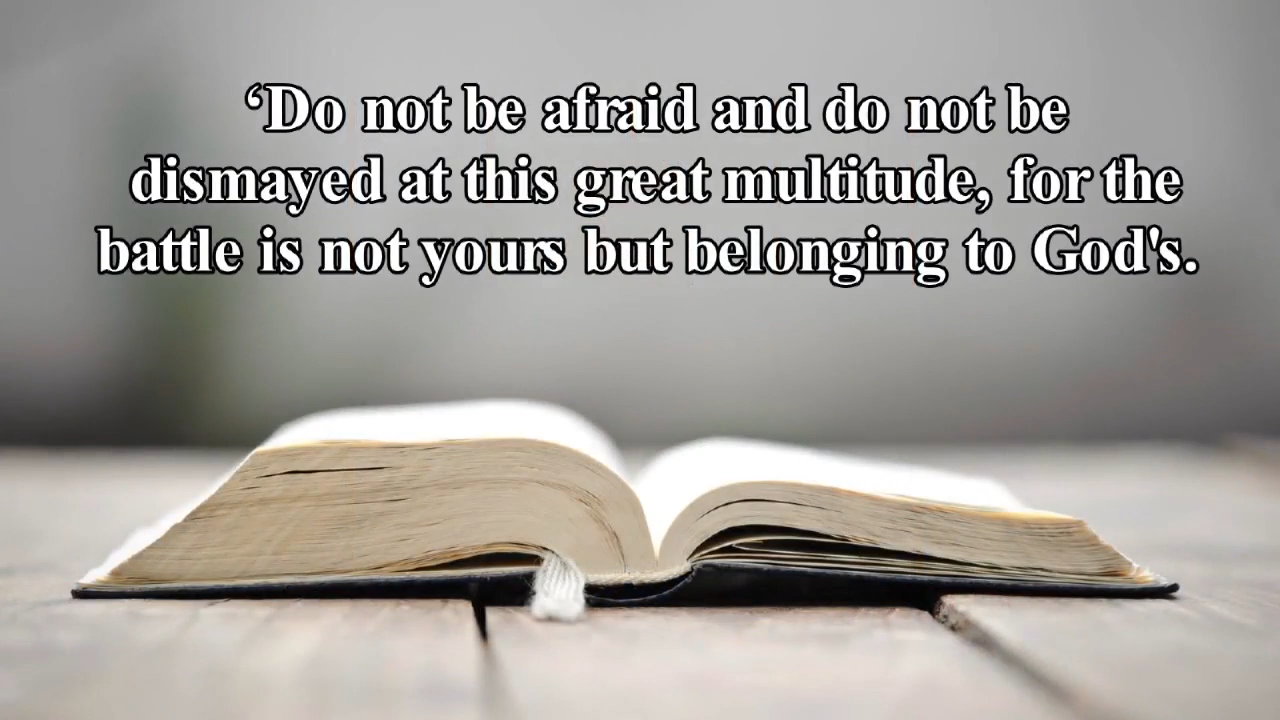 ‘Do not be afraid and do not be
dismayed at this great multitude, for the
battle is not yours but belonging to God's.